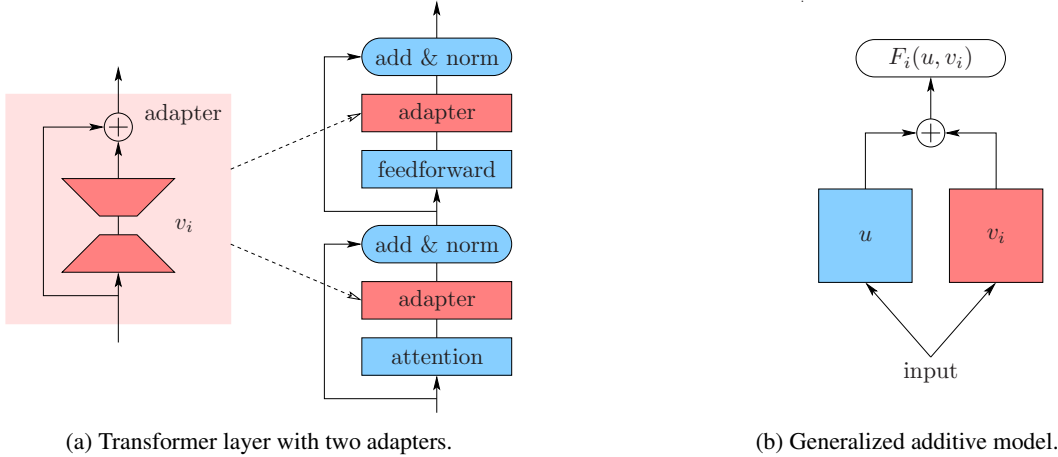 adapter
v_i
add & norm
adapter
feedforward
add & norm
adapter
attention
(a) Transformer layer with two adapters.
F_i(u, v_i)
+
u
v_i
input
(b) Generalized additive model.